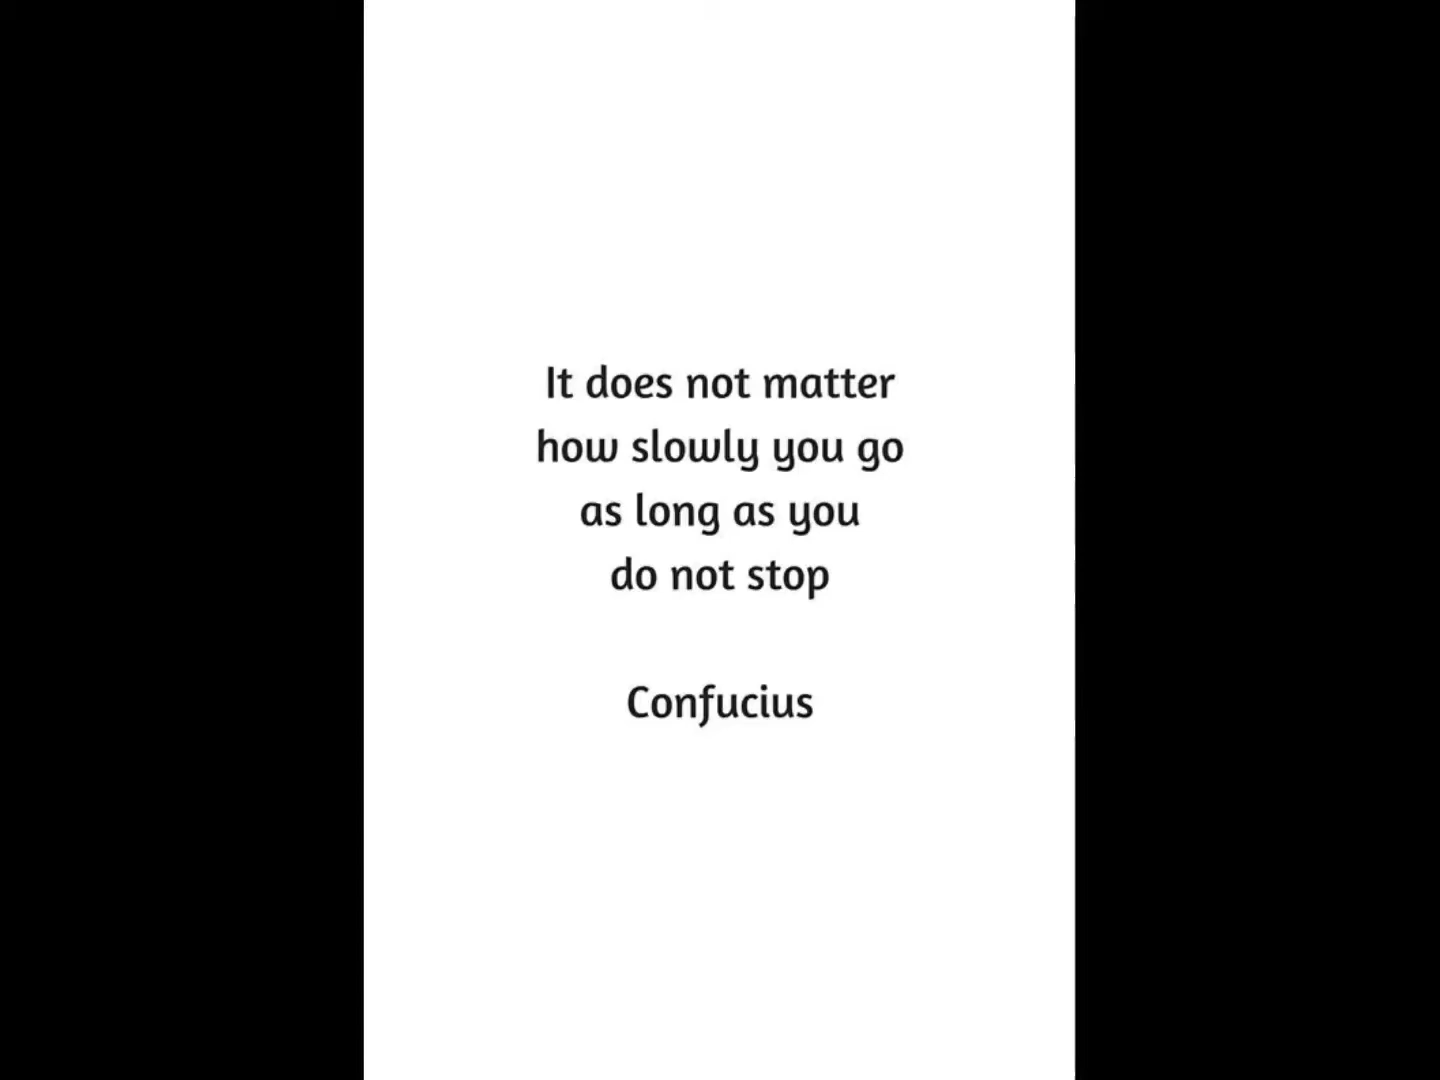 It does not matter
how slowly you go
as long as you
do not stop
Confucius